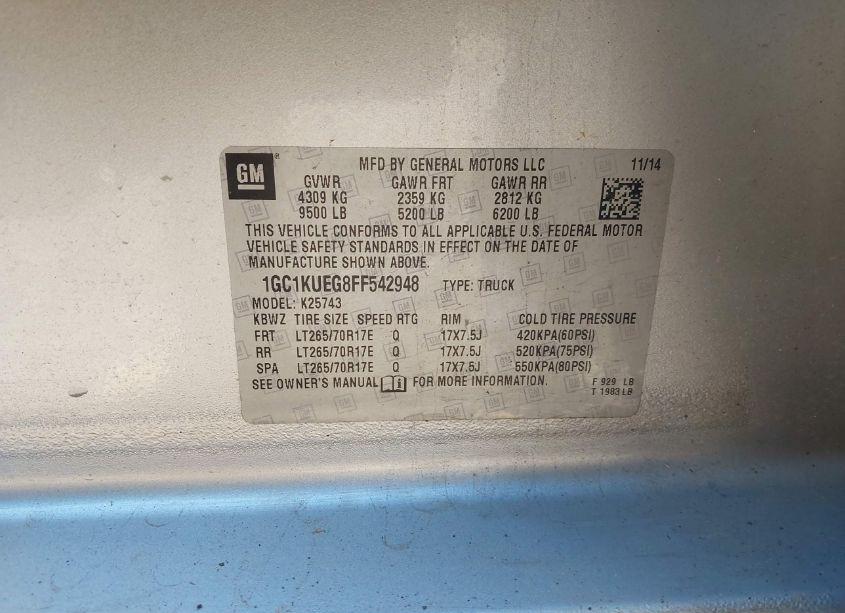 GM ® MFD BY GENERAL MOTORS LLC 11/14
GVWR GAWR FRT GAWR RR
4309 KG 2359 KG 2812 KG
9500 LB 5200 LB 6200 LB
THIS VEHICLE CONFORMS TO ALL APPLICABLE U.S. FEDERAL MOTOR
VEHICLE SAFETY STANDARDS IN EFFECT ON THE DATE OF
MANUFACTURE SHOWN ABOVE.
1GC1KUEG8FF542948 TYPE: TRUCK
MODEL: K25743
KBWZ TIRE SIZE SPEED RTG RIM COLD TIRE PRESSURE
FRT LT265/70R17E Q 17X7.5J 420KPA(60PSI)
RR LT265/70R17E Q 17X7.5J 520KPA(75PSI)
SPA LT265/70R17E Q 17X7.5J 550KPA(80PSI)
SEE OWNER'S MANUAL FOR MORE INFORMATION.
F 929 LB
T 1983 LB